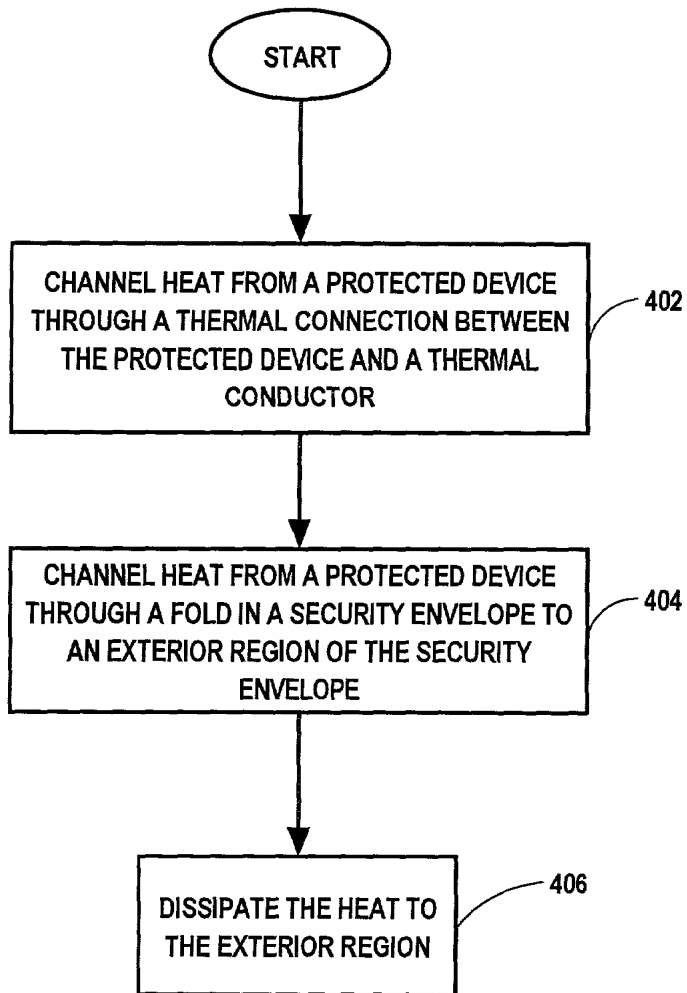 START
CHANNEL HEAT FROM A PROTECTED DEVICE
THROUGH A THERMAL CONNECTION BETWEEN
THE PROTECTED DEVICE AND A THERMAL
CONDUCTOR
402
CHANNEL HEAT FROM A PROTECTED DEVICE
THROUGH A FOLD IN A SECURITY ENVELOPE TO
AN EXTERIOR REGION OF THE SECURITY
ENVELOPE
404
DISSIPATE THE HEAT TO
THE EXTERIOR REGION
406